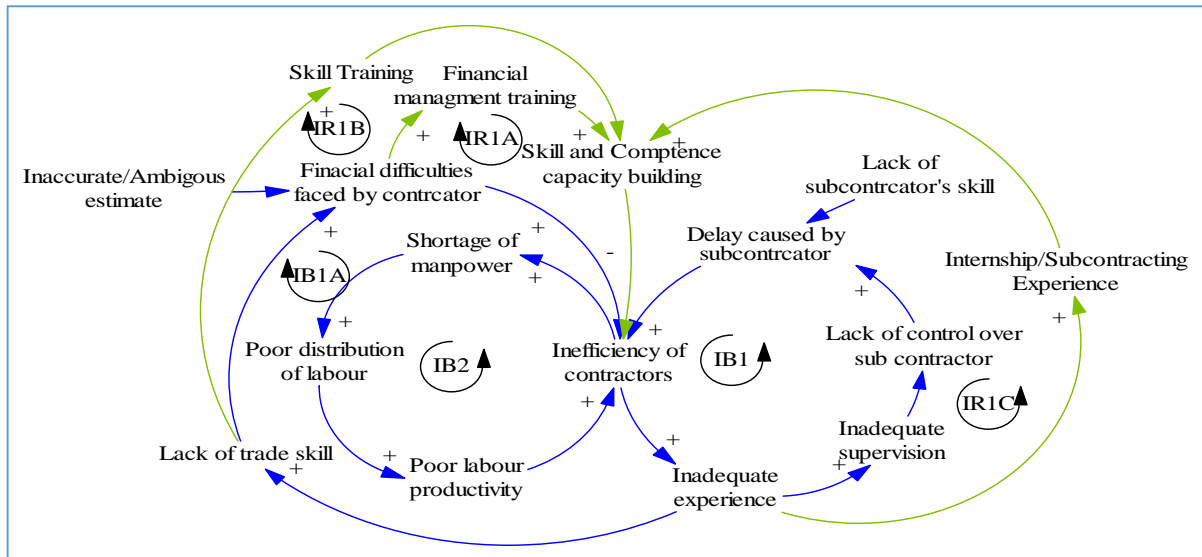 Skill Training
Financial
managment training
+
IR1B
+
IR1A
+
Skill and Comptence
capacity building
+
Inaccurate/Ambigous
estimate
Finacial difficulties
faced by contrcator
+
Lack of
subcontrcator's skill
Shortage of
manpower
+
+
-
Delay caused by
subcontrcator
Internship/Subcontracting
Experience
+
IB1A
+
Poor distribution
of labour
IB2
Inefficiency of
contractors
+
IB1
+
Lack of control over
sub contractor
IR1C
Lack of trade skill
+
+
Poor labour
productivity
+
+
Inadequate
experience
+
Inadequate
supervision